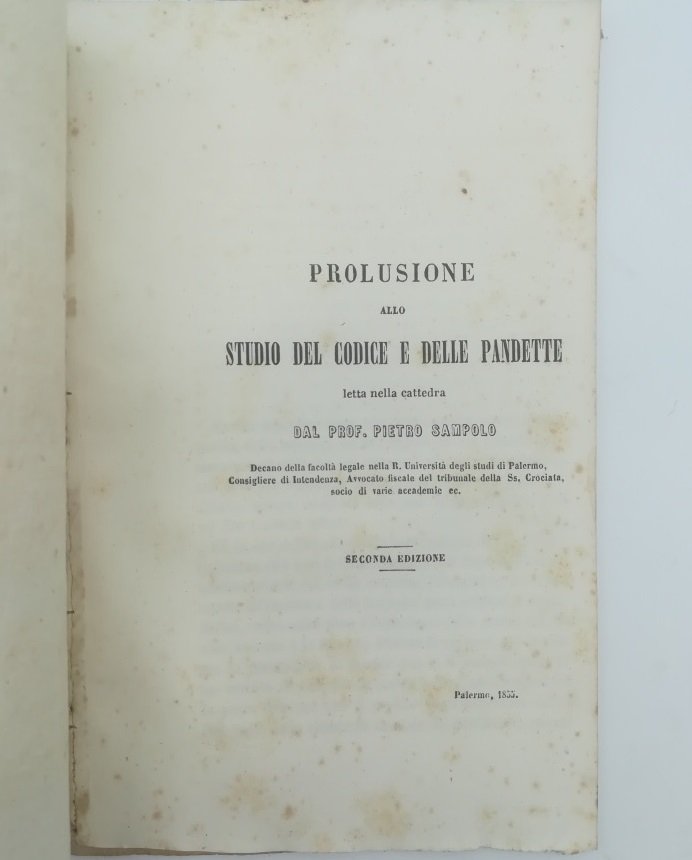 PROLUSIONE
ALLO
STUDIO DEL CODICE E DELLE PANDETTE
letta nella cattedra
DAL PROF. PIETRO SAMPOLO
Decano della facoltà legale nella R. Università degli studi di Palermo,
Consigliere di Intendenza, Avvocato fiscale del tribunale della Ss. Crociata,
socio di varie accademie ec.
SECONDA EDIZIONE
Palermo, 1855.